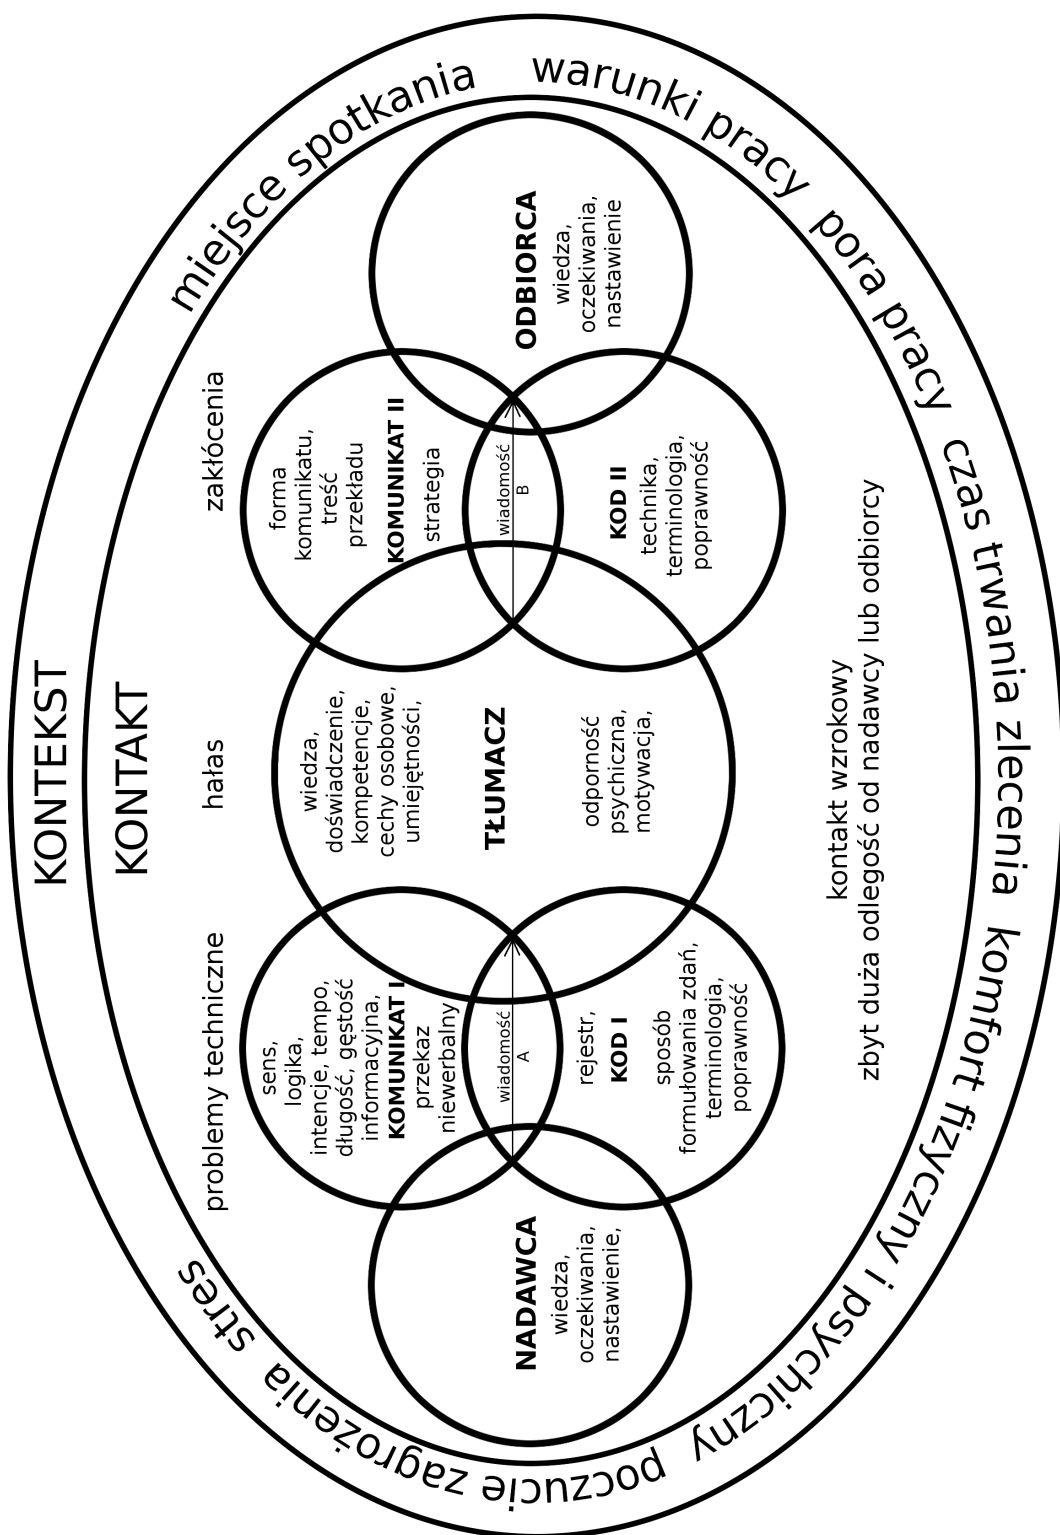 KONTEKST
stres
miejsce spotkania
poczucie zagrożenia
warunki pracy
pora pracy
czas trwania zlecenia
komfort fizyczny i psychiczny
KONTAKT
problemy techniczne
hałas
zakłócenia
NADAWCA
wiedza,
oczekiwania,
nastawienie,
sens,
logika,
intencje, tempo,
długość, gęstość
informacyjna,
KOMUNIKAT I
przekaz
niewerbalny
wiadomość
A
rejestr,
KOD I
sposób
formułowania zdań,
terminologia,
poprawność
wiedza,
doświadczenie,
kompetencje,
cechy osobowe,
umiejętności,
TŁUMACZ
odporność
psychiczna,
motywacja,
forma
komunikatu,
treść
przekładu
KOMUNIKAT II
strategia
wiadomość
B
KOD II
technika,
terminologia,
poprawność
ODBIORCA
wiedza,
oczekiwania,
nastawienie
kontakt wzrokowy
zbyt duża odlegość od nadawcy lub odbiorcy